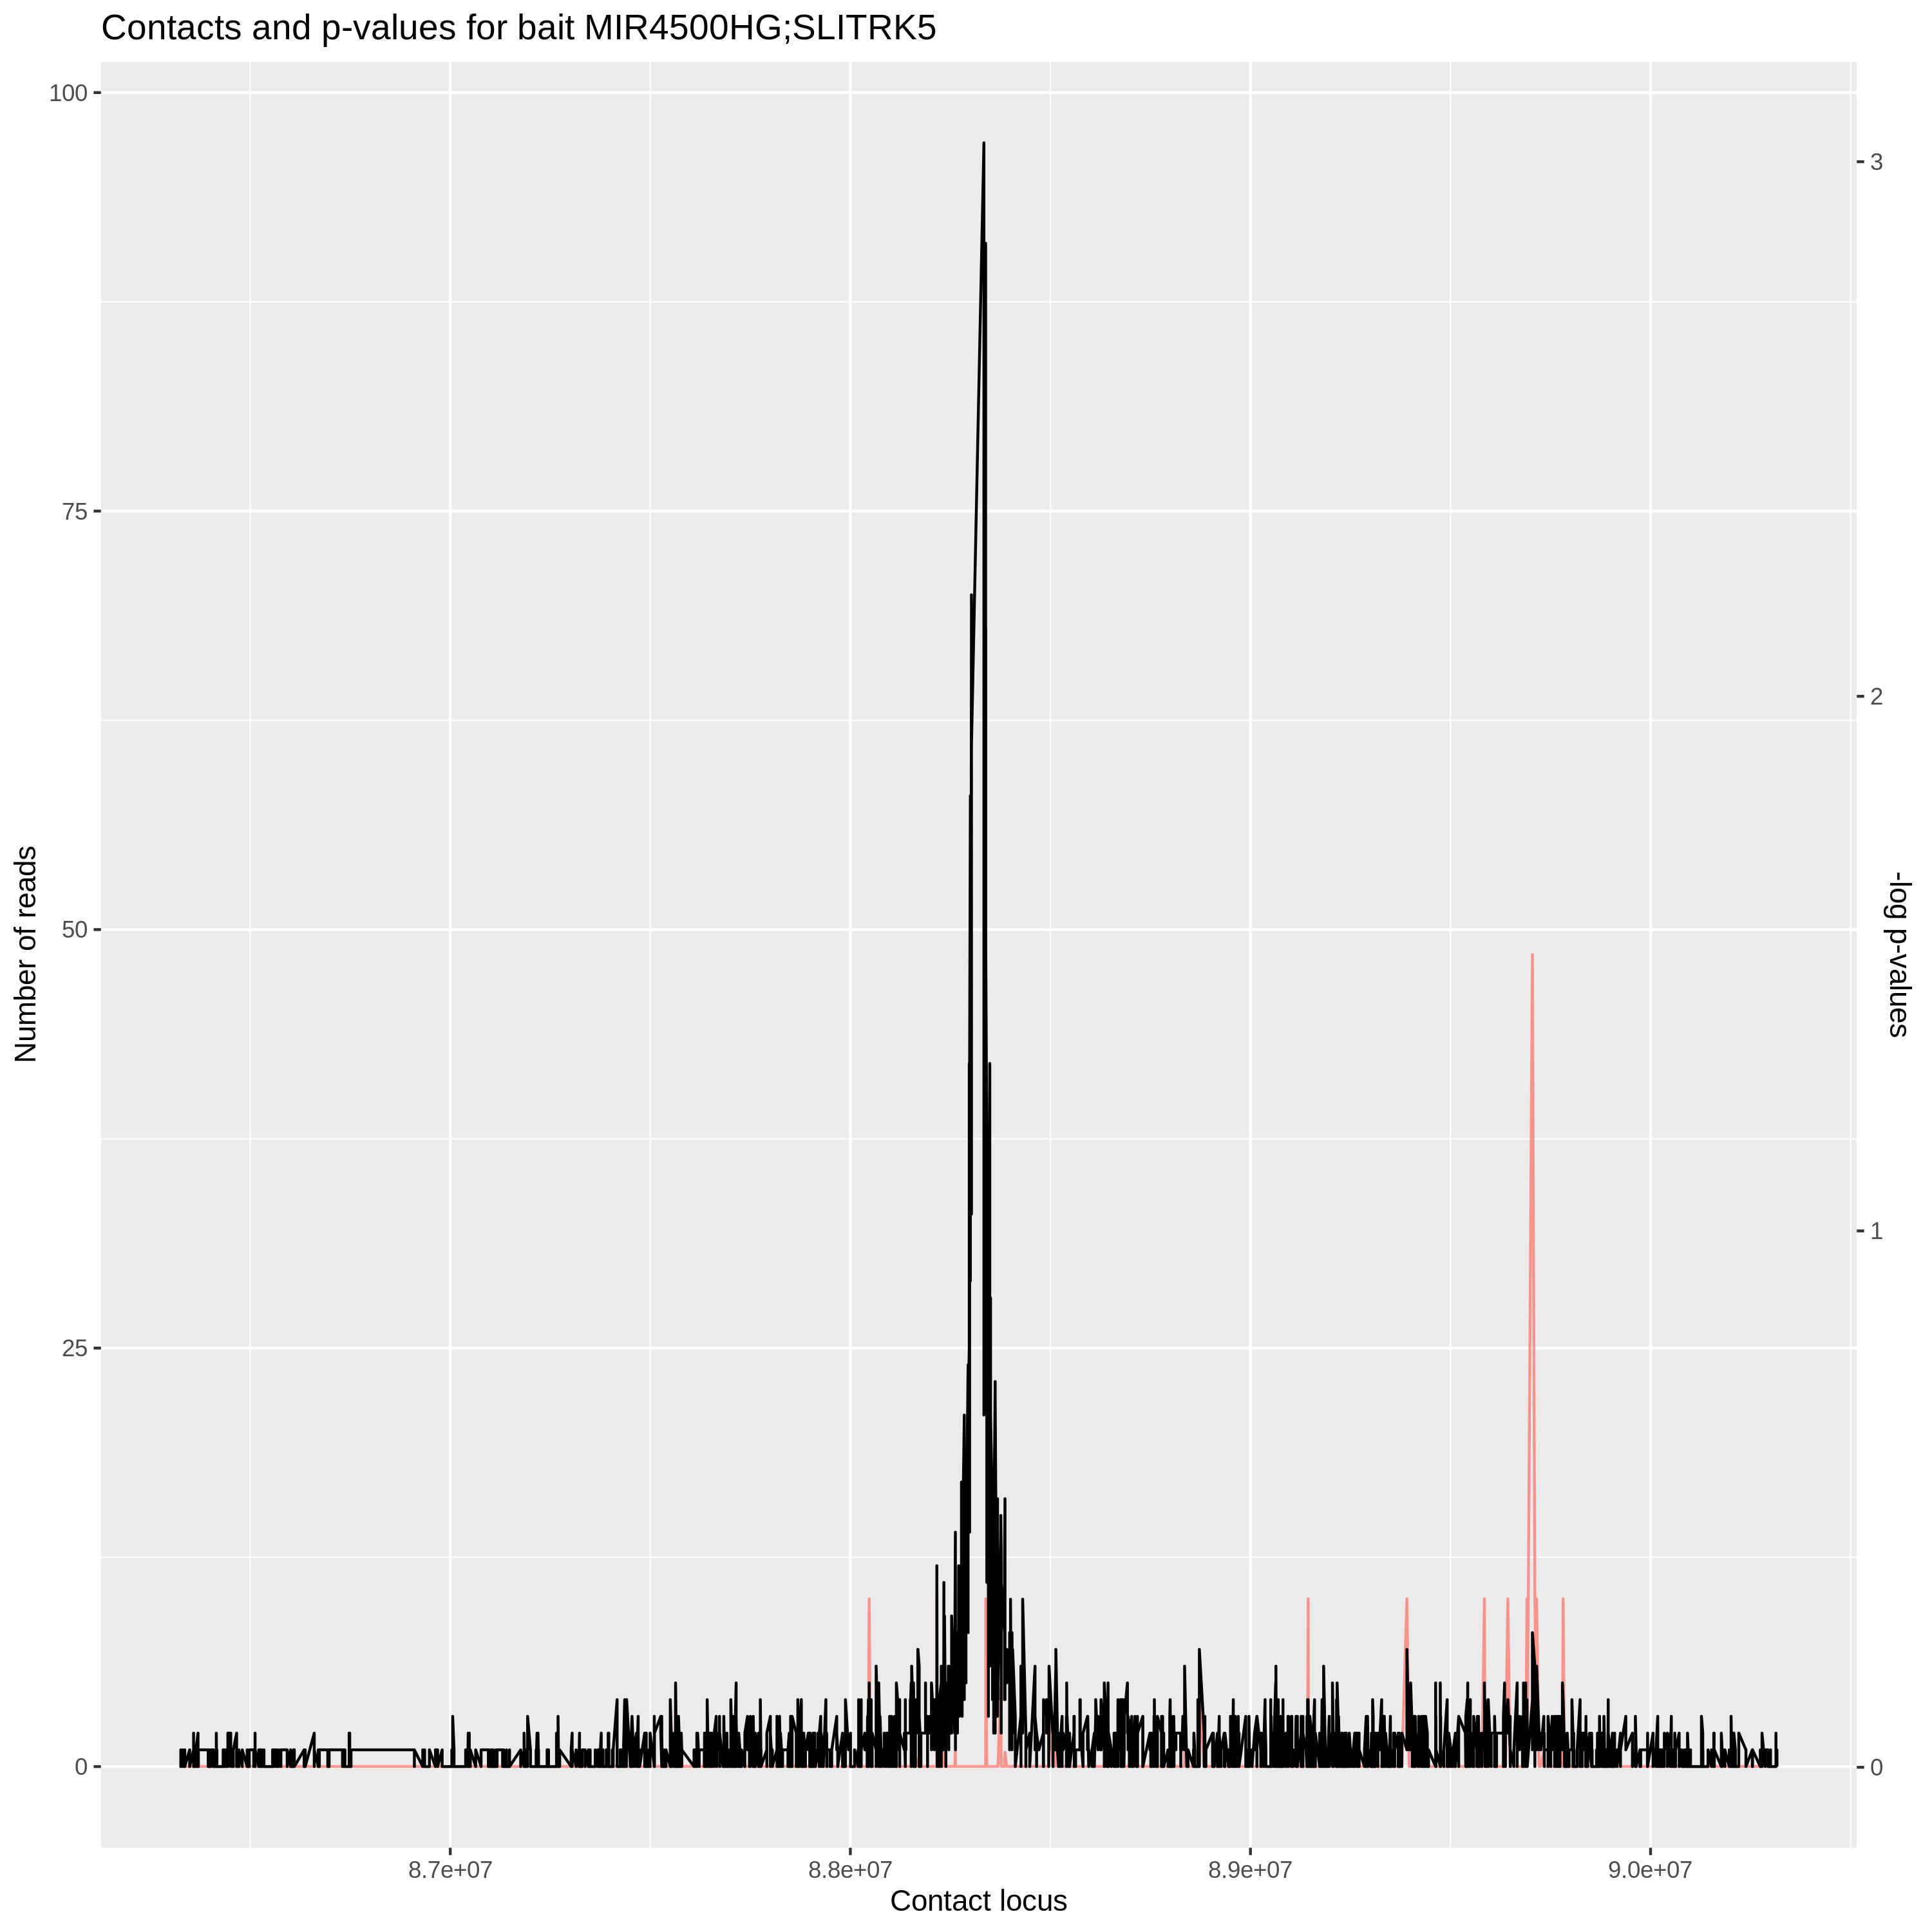 Contacts and p-values for bait MIR4500HG;SLITRK5
100
75
50
25
0
Number of reads
3
2
1
0
-log p-values
8.7e+07
8.8e+07
8.9e+07
9.0e+07
Contact locus